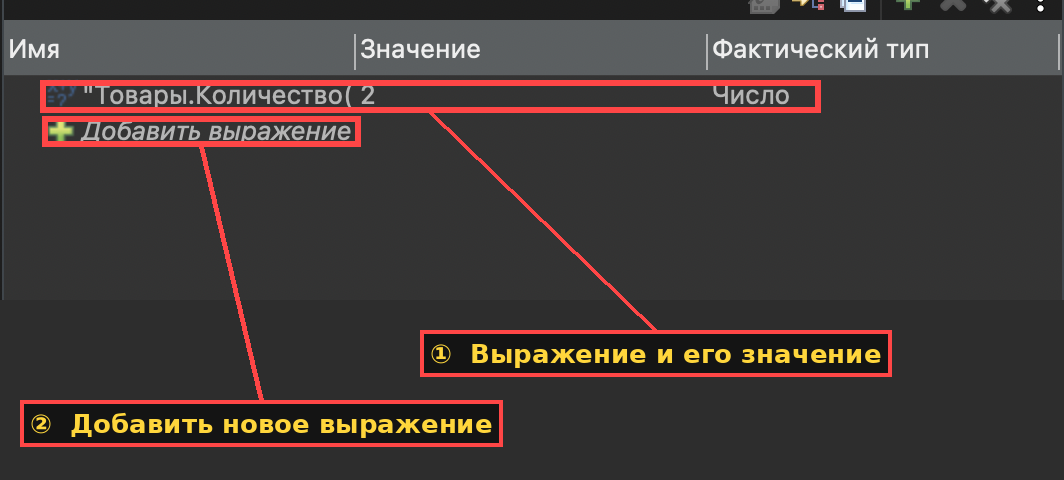 Имя Значение Фактический тип
"Товары.Количество( 2 Число
Добавить выражение
① Выражение и его значение
② Добавить новое выражение